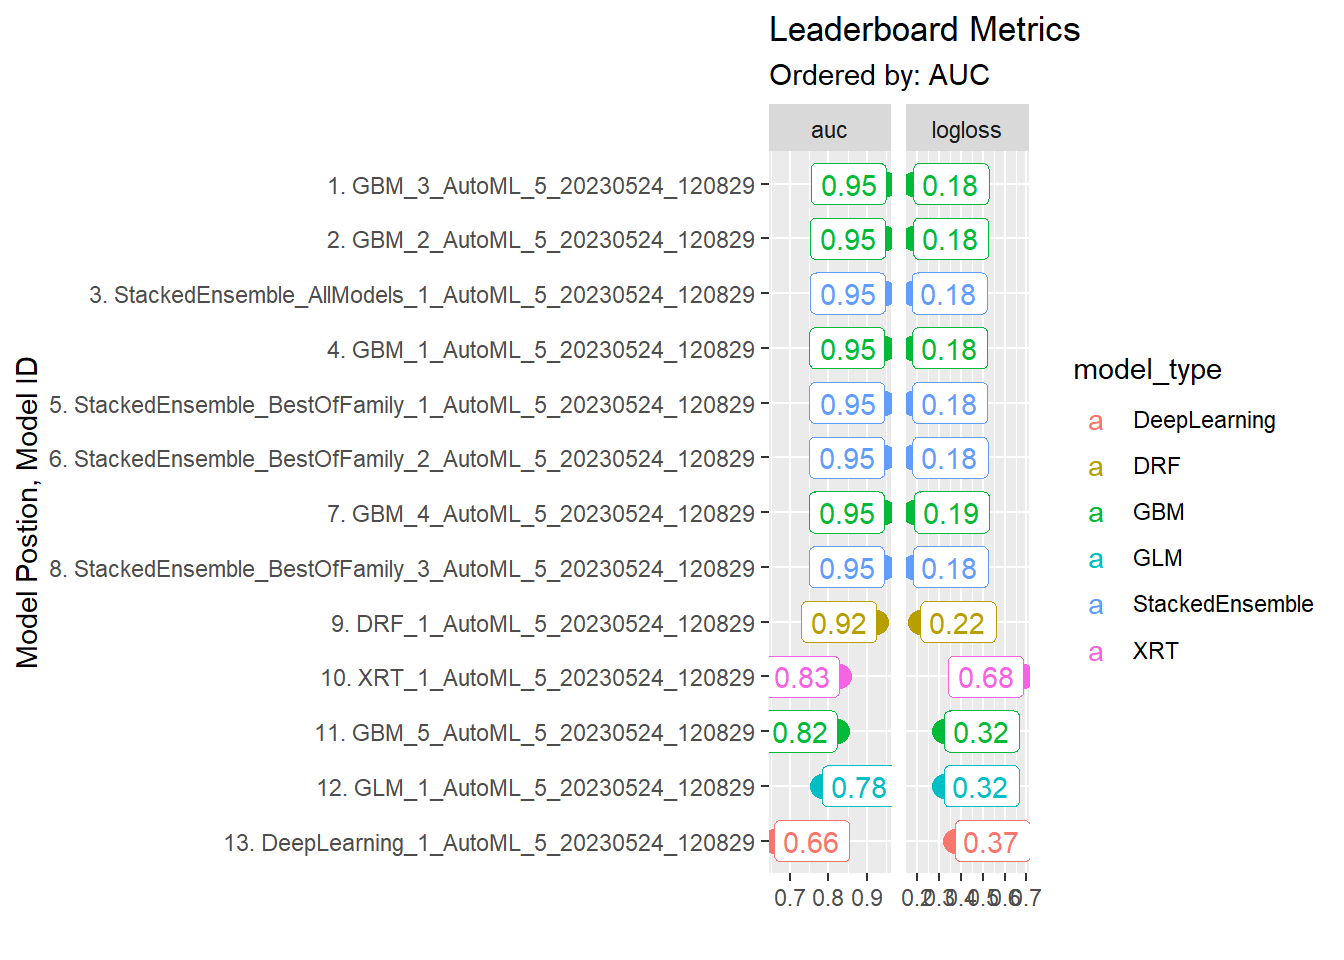 Leaderboard Metrics
Ordered by: AUC
auc logloss
1. GBM_3_AutoML_5_20230524_120829 0.95 0.18
2. GBM_2_AutoML_5_20230524_120829 0.95 0.18
3. StackedEnsemble_AllModels_1_AutoML_5_20230524_120829 0.95 0.18
4. GBM_1_AutoML_5_20230524_120829 0.95 0.18
5. StackedEnsemble_BestOfFamily_1_AutoML_5_20230524_120829 0.95 0.18
6. StackedEnsemble_BestOfFamily_2_AutoML_5_20230524_120829 0.95 0.18
7. GBM_4_AutoML_5_20230524_120829 0.95 0.19
8. StackedEnsemble_BestOfFamily_3_AutoML_5_20230524_120829 0.95 0.18
9. DRF_1_AutoML_5_20230524_120829 0.92 0.22
10. XRT_1_AutoML_5_20230524_120829 0.83 0.68
11. GBM_5_AutoML_5_20230524_120829 0.82 0.32
12. GLM_1_AutoML_5_20230524_120829 0.78 0.32
13. DeepLearning_1_AutoML_5_20230524_120829 0.66 0.37
0.7 0.8 0.9 0.2 0.3 0.4 0.5 0.6 0.7
Model Postion, Model ID
model_type
a DeepLearning
a DRF
a GBM
a GLM
a StackedEnsemble
a XRT